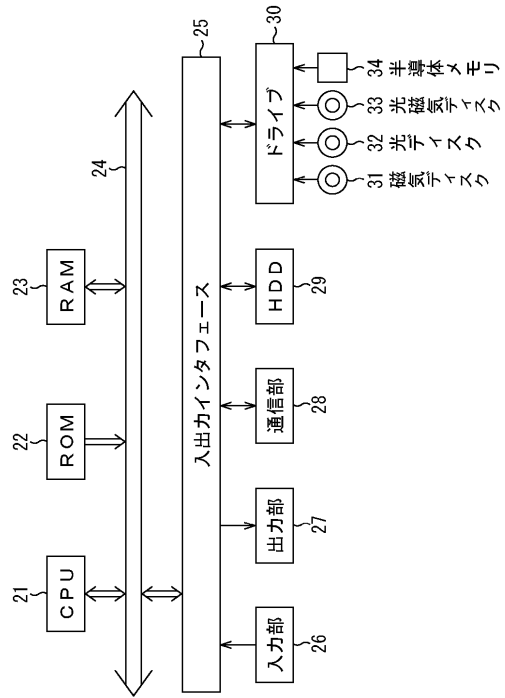 21
CPU
22
ROM
23
RAM
24
25
入出力インタフェース
26
入力部
27
出力部
28
通信部
29
HDD
30
ドライブ
31 磁気ディスク
32 光ディスク
33 光磁気ディスク
34 半導体メモリ